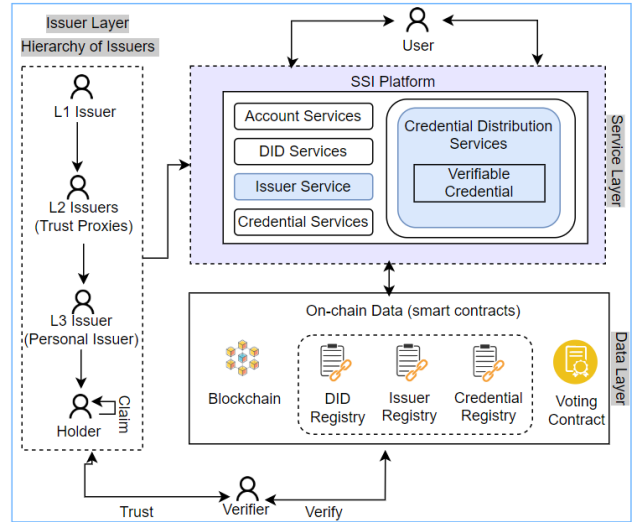 Issuer Layer
Hierarchy of Issuers
L1 Issuer
L2 Issuers
(Trust Proxies)
L3 Issuer
(Personal Issuer)
Claim
Holder
User
SSI Platform
Account Services
DID Services
Issuer Service
Credential Services
Credential Distribution
Services
Verifiable
Credential
Service Layer
On-chain Data (smart contracts)
Blockchain
DID
Registry
Issuer
Registry
Credential
Registry
Voting
Contract
Data Layer
Trust
Verifier
Verify